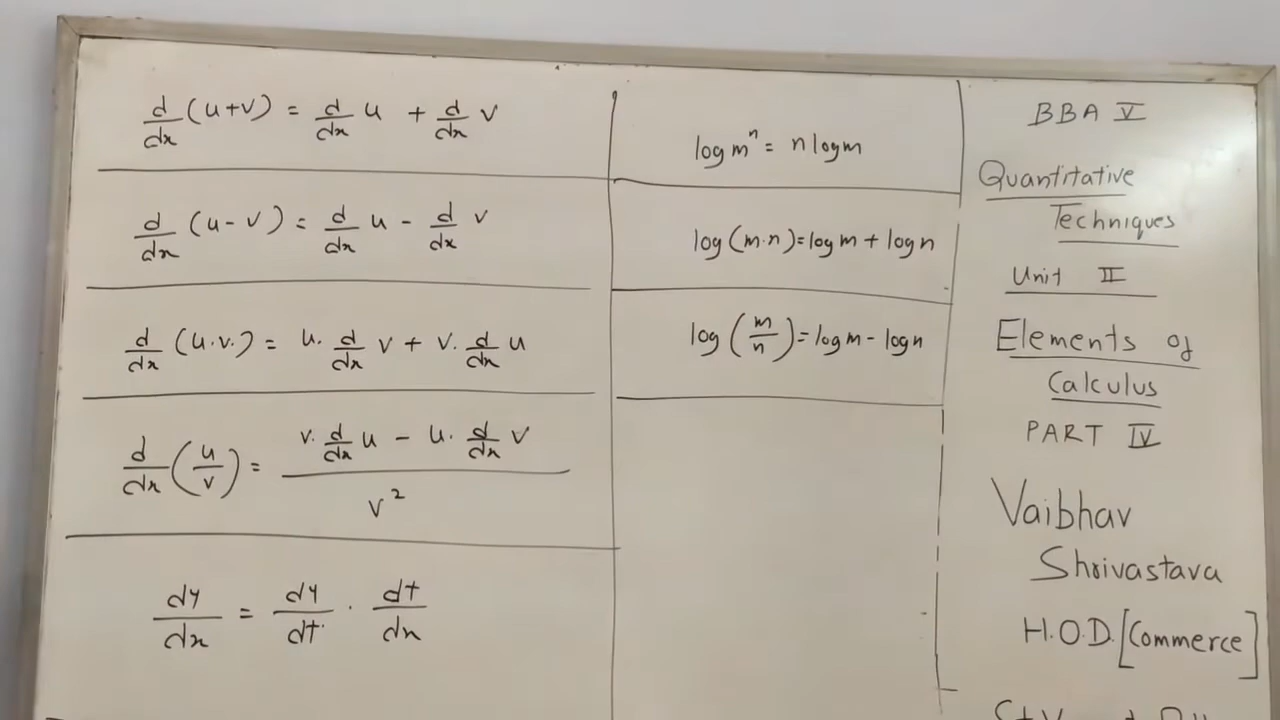 d/dx (u+v) = d/dx u + d/dx v
d/dx (u-v) = d/dx u - d/dx v
d/dx (u.v.) = u. d/dx v + v. d/dx u
d/dx (u/v) = (v. d/dx u - u. d/dx v) / v²
dy/dx = dy/dt . dt/dx
log mⁿ = n log m
log (m.n) = log m + log n
log (m/n) = log m - log n
BBA V
Quantitative
Techniques
Unit II
Elements of
Calculus
PART IV
Vaibhav
Shrivastava
H.O.D. [Commerce]